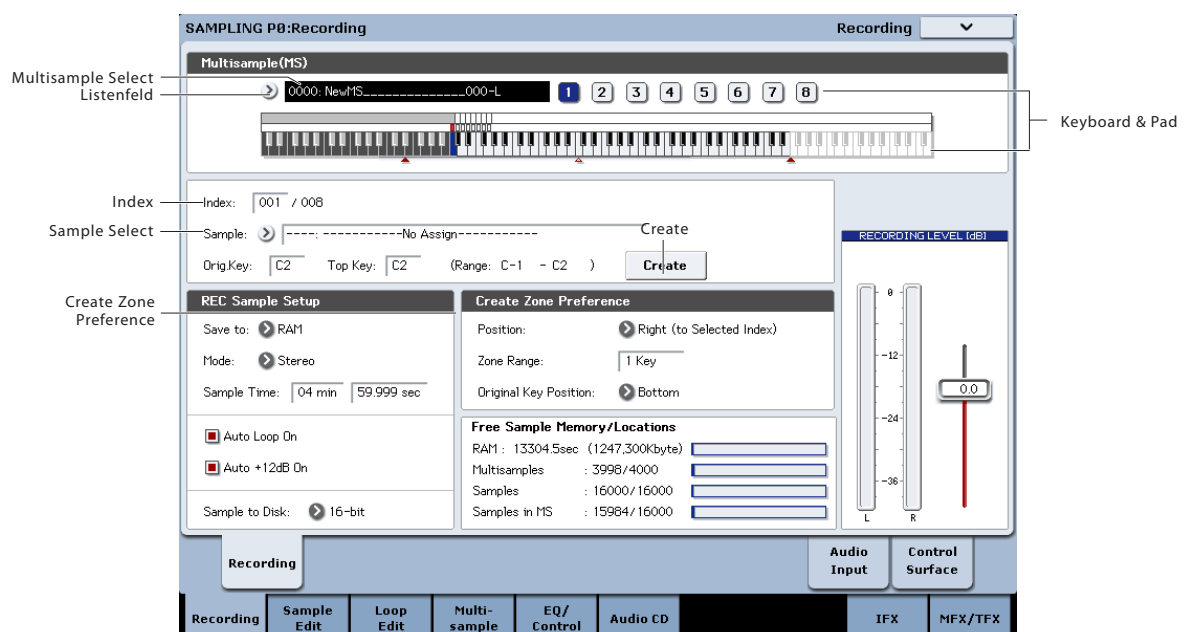 SAMPLING P0:Recording
Recording
Multisample(MS)
Multisample Select
Listenfeld
0000: NewMS______________000-L
1 2 3 4 5 6 7 8
Keyboard & Pad
Index
Index: 001 / 008
Sample Select
Sample: ----: ------------No Assign------------
Create
Orig.Key: C2 Top Key: C2 (Range: C-1 - C2 ) Create
RECORDING LEVEL [dB]
Create Zone
Preference
REC Sample Setup
Save to: RAM
Mode: Stereo
Sample Time: 04 min 59.999 sec
Auto Loop On
Auto +12dB On
Sample to Disk: 16-bit
Create Zone Preference
Position: Right (to Selected Index)
Zone Range: 1 Key
Original Key Position: Bottom
Free Sample Memory/Locations
RAM : 13304.5sec (1247,300Kbyte)
Multisamples : 3998/4000
Samples : 16000/16000
Samples in MS : 15984/16000
0
-12
-24
-36
L R
0.0
Recording
Audio
Input
Control
Surface
Recording
Sample
Edit
Loop
Edit
Multi-
sample
EQ/
Control
Audio CD
IFX
MFX/TFX